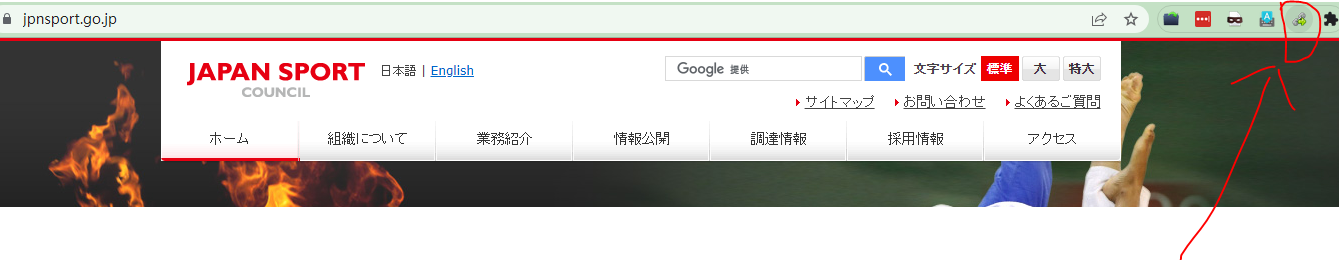 jpnsport.go.jp
JAPAN SPORT
COUNCIL
日本語 | English
Google 提供
文字サイズ 標準 大 特大
サイトマップ お問い合わせ よくあるご質問
ホーム 組織について 業務紹介 情報公開 調達情報 採用情報 アクセス